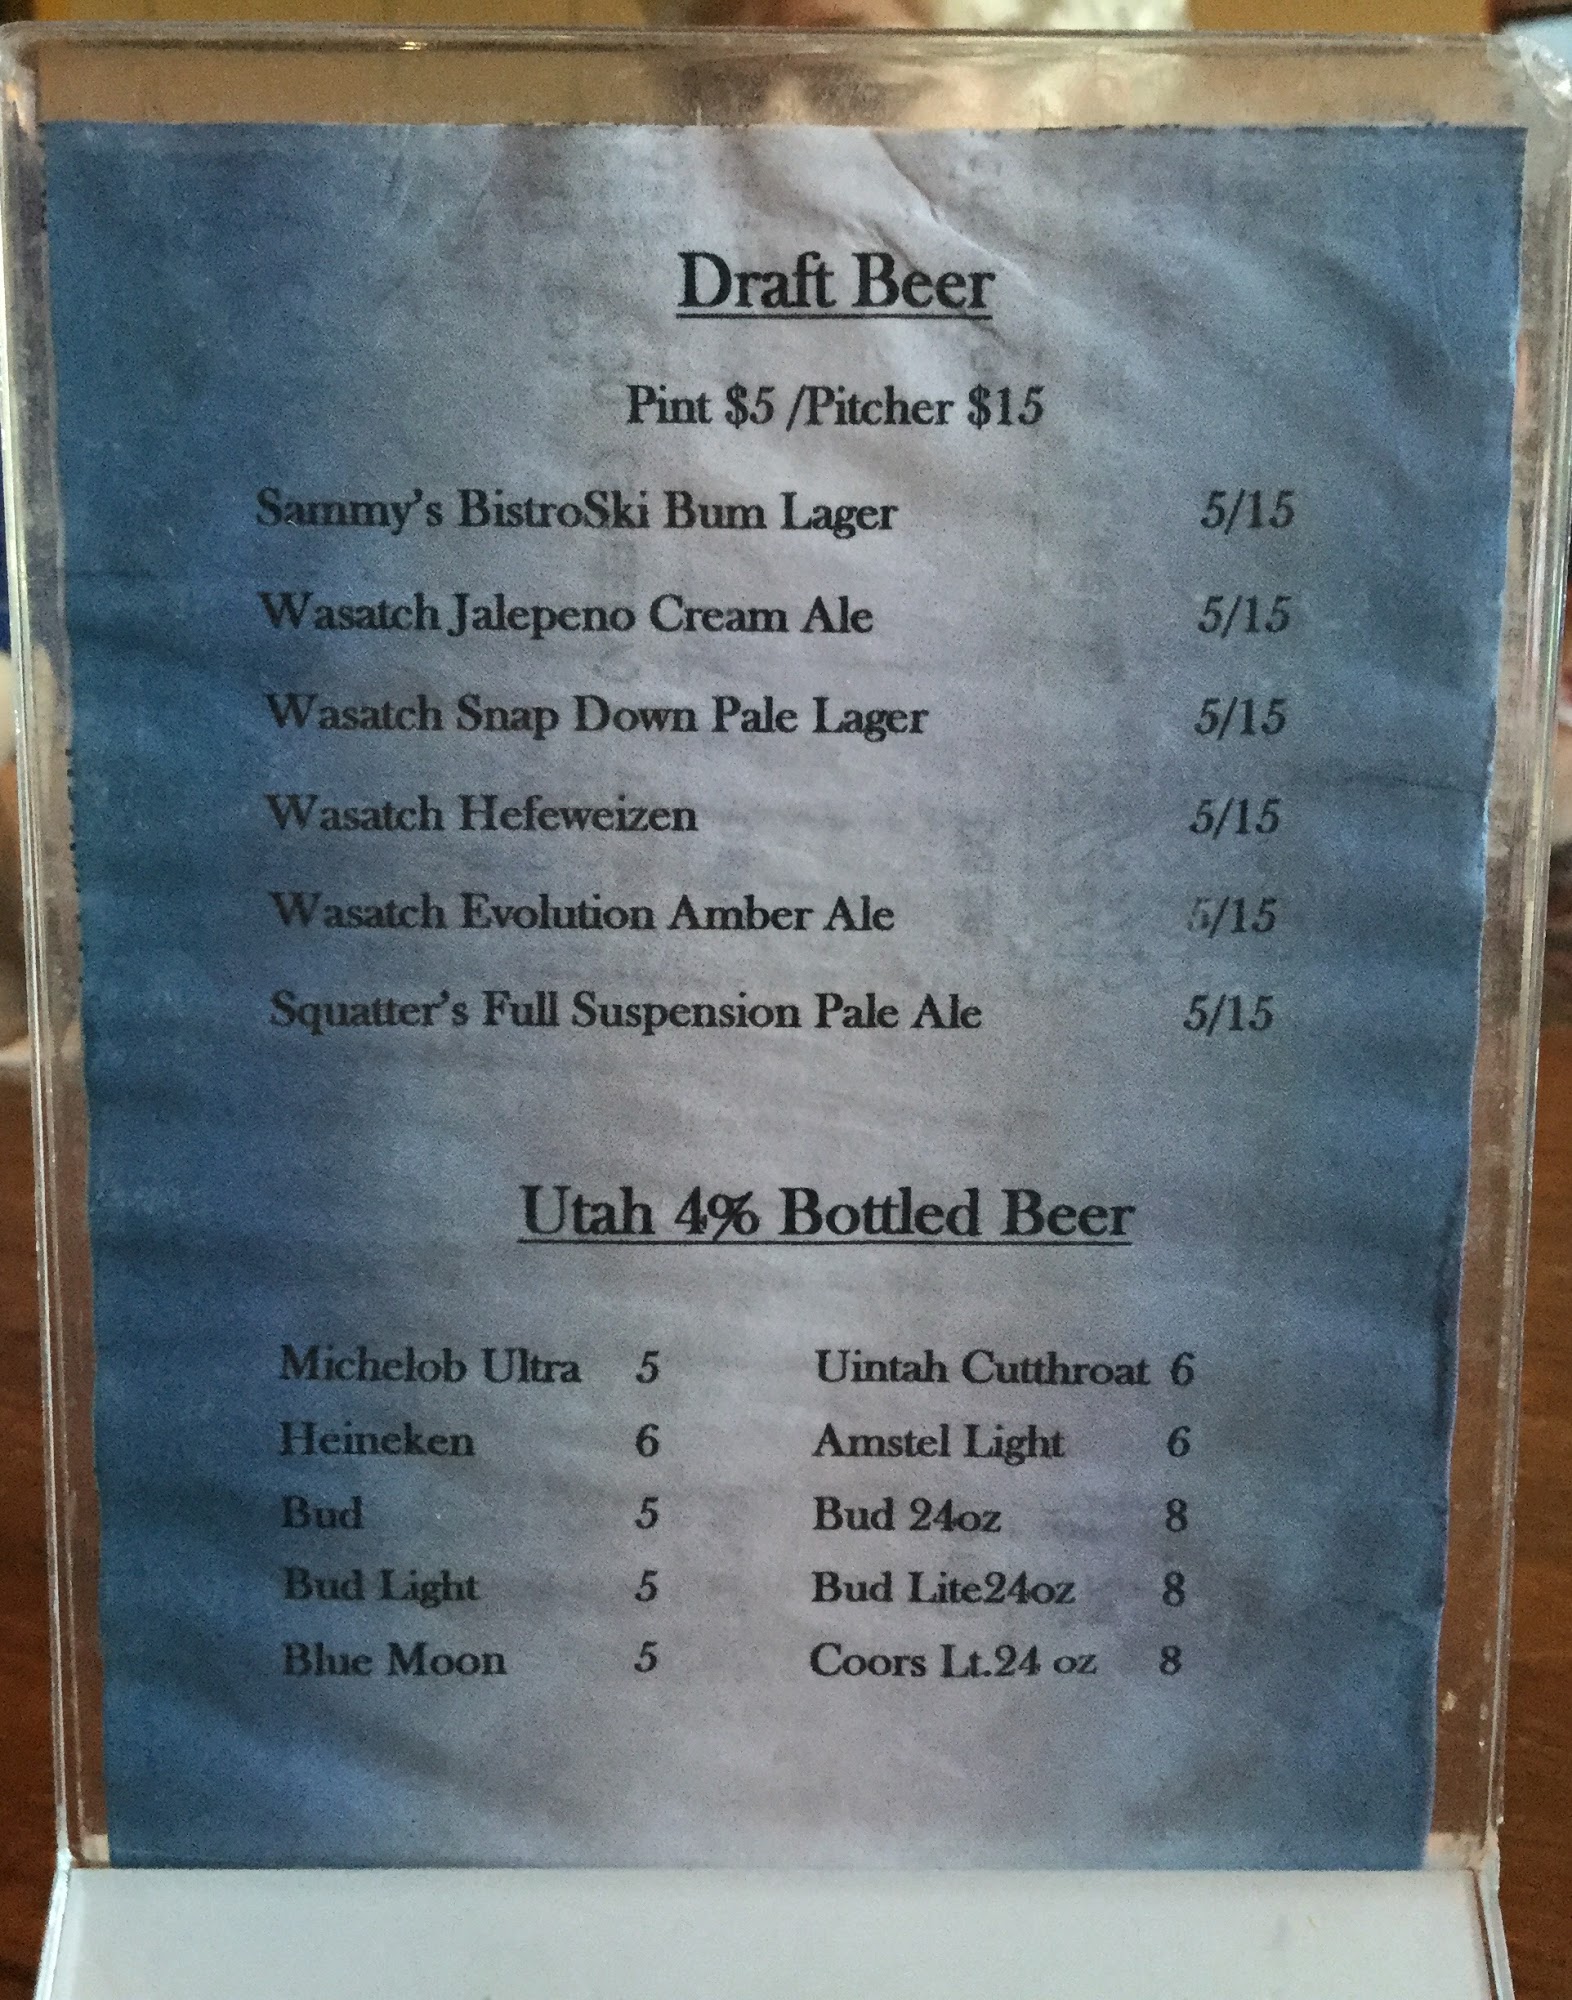 Draft Beer
Pint $5 /Pitcher $15
Sammy's BistroSki Bum Lager 5/15
Wasatch Jalepeno Cream Ale 5/15
Wasatch Snap Down Pale Lager 5/15
Wasatch Hefeweizen 5/15
Wasatch Evolution Amber Ale 5/15
Squatter's Full Suspension Pale Ale 5/15
Utah 4% Bottled Beer
Michelob Ultra 5 Uintah Cutthroat 6
Heineken 6 Amstel Light 6
Bud 5 Bud 24oz 8
Bud Light 5 Bud Lite24oz 8
Blue Moon 5 Coors Lt.24 oz 8